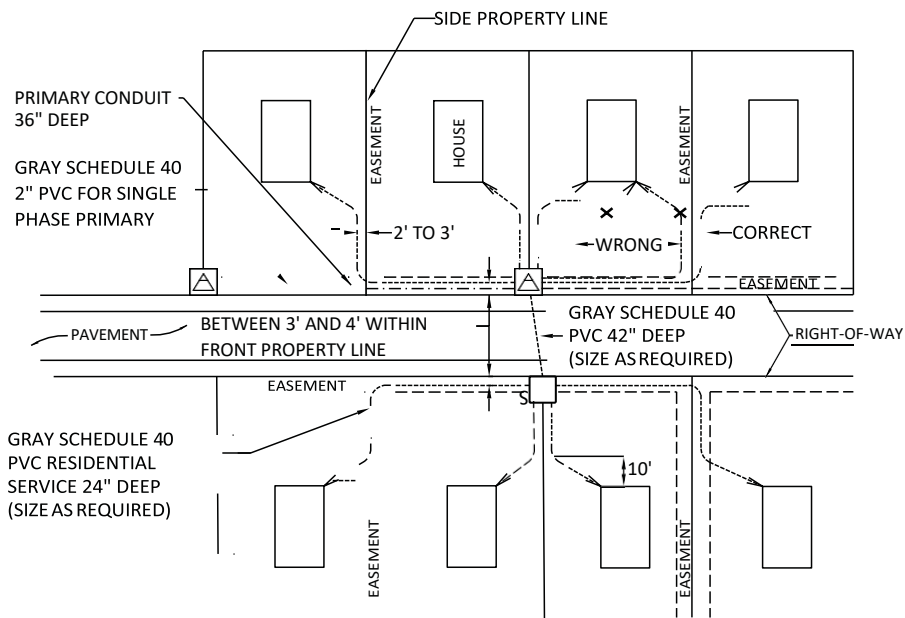 SIDE PROPERTY LINE
PRIMARY CONDUIT
36" DEEP
GRAY SCHEDULE 40
2" PVC FOR SINGLE
PHASE PRIMARY
EASEMENT
HOUSE
EASEMENT
2' TO 3'
WRONG
CORRECT
EASEMENT
PAVEMENT
BETWEEN 3' AND 4' WITHIN
FRONT PROPERTY LINE
GRAY SCHEDULE 40
PVC 42" DEEP
(SIZE AS REQUIRED)
RIGHT-OF-WAY
EASEMENT
S
GRAY SCHEDULE 40
PVC RESIDENTIAL
SERVICE 24" DEEP
(SIZE AS REQUIRED)
10'
EASEMENT
EASEMENT